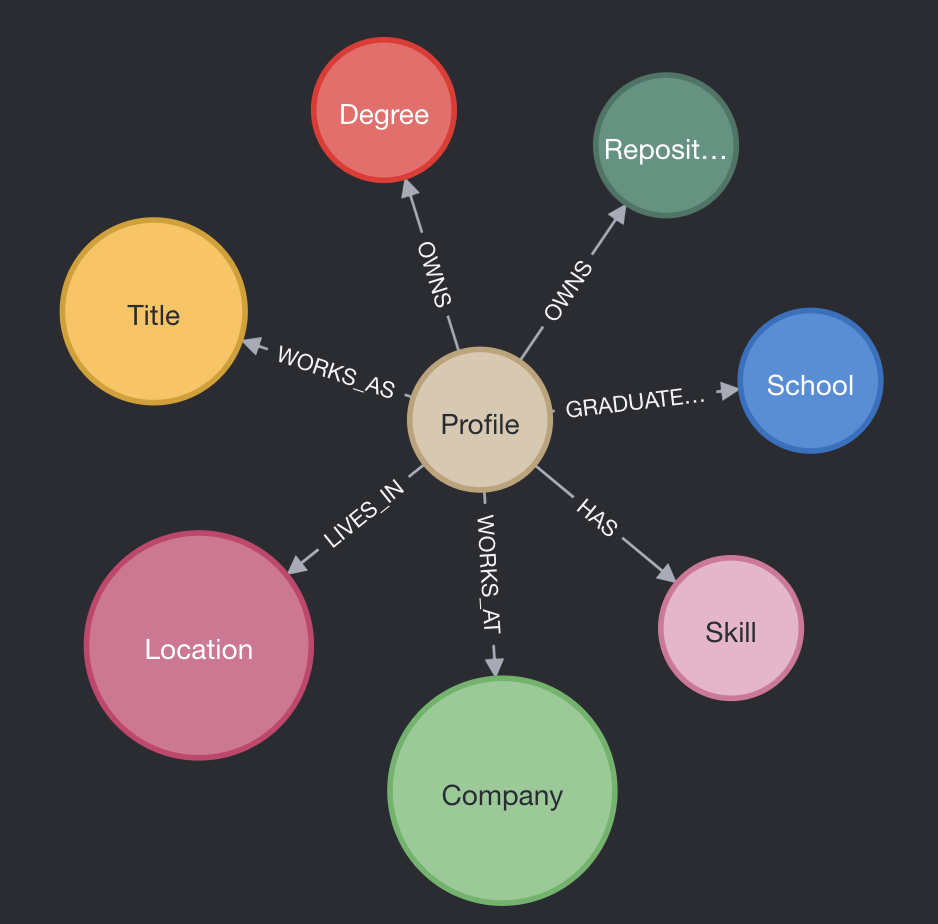 Degree
Reposit…
OWNS
OWNS
Title
WORKS_AS
Profile
GRADUATE…
School
LIVES_IN
WORKS_AT
HAS
Location
Skill
Company